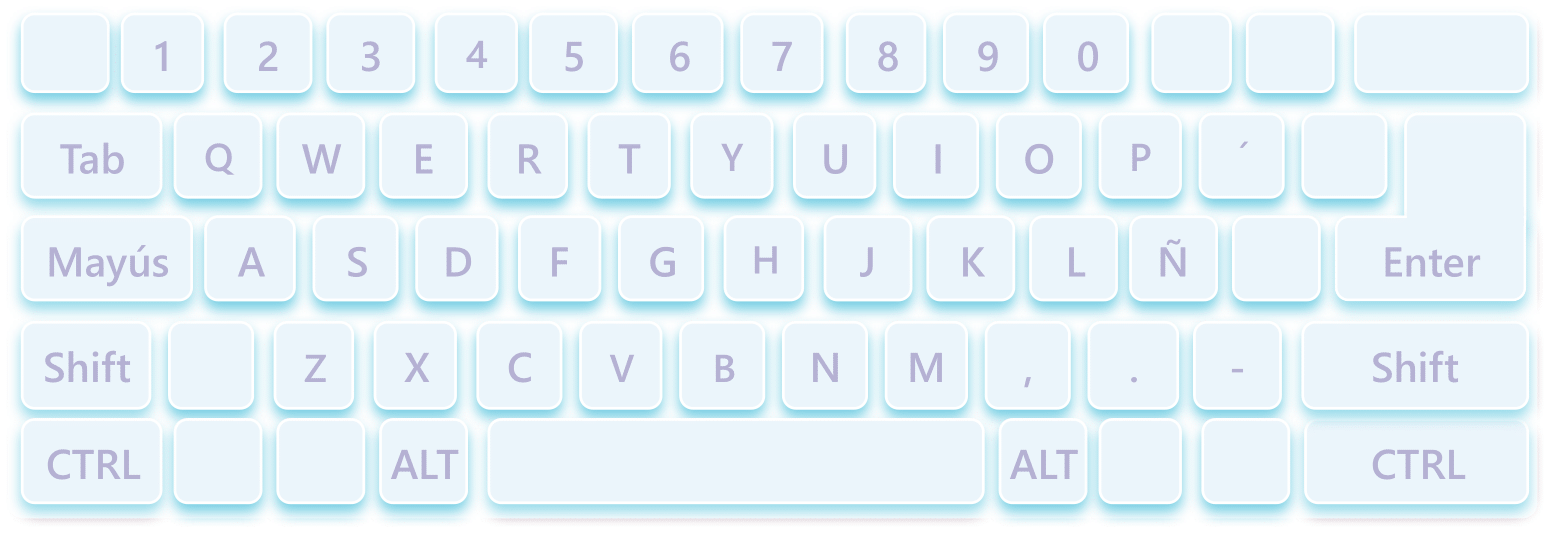 1 2 3 4 5 6 7 8 9 0
Tab Q W E R T Y U I O P ´
Mayús A S D F G H J K L Ñ Enter
Shift Z X C V B N M , . - Shift
CTRL ALT ALT CTRL